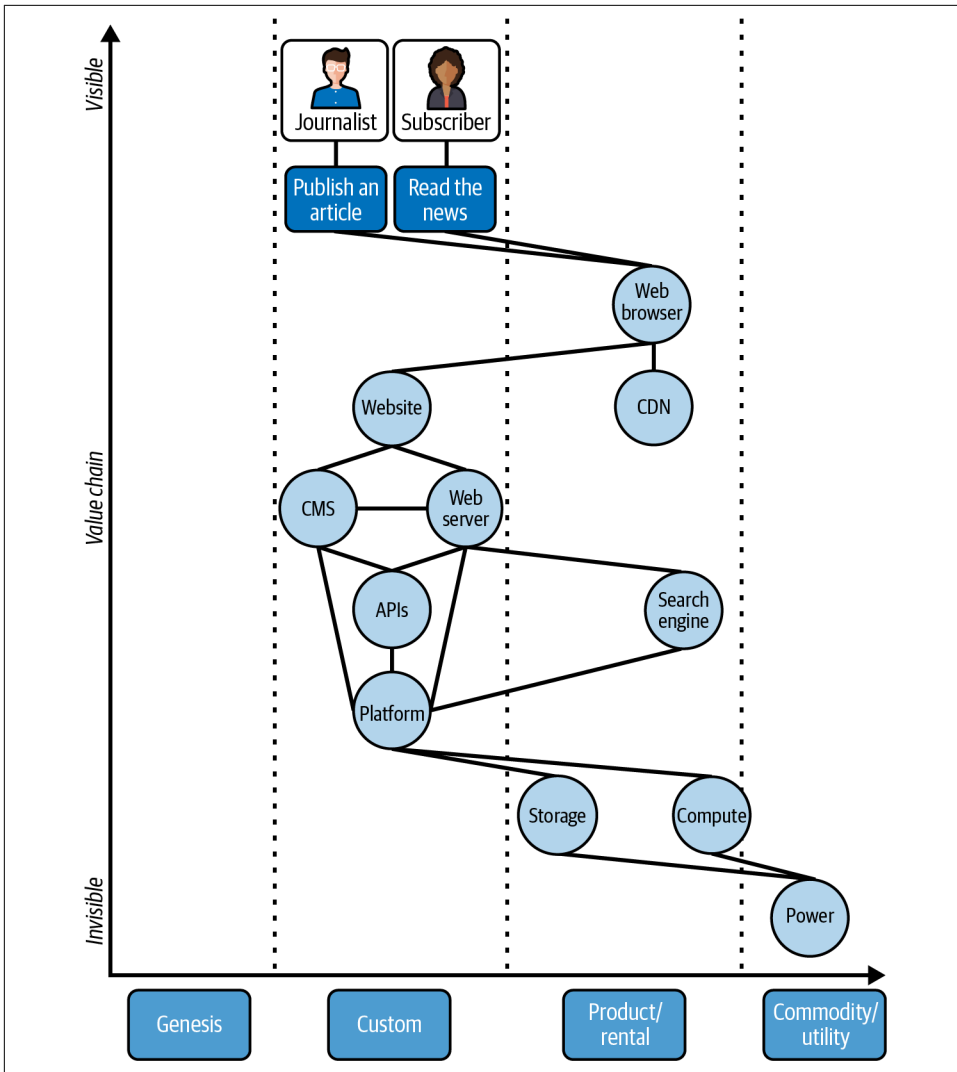 Visible
Journalist
Subscriber
Publish an
article
Read the
news
Web
browser
Website
CDN
Value chain
CMS
Web
server
APIs
Search
engine
Platform
Storage
Compute
Invisible
Power
Genesis
Custom
Product/
rental
Commodity/
utility